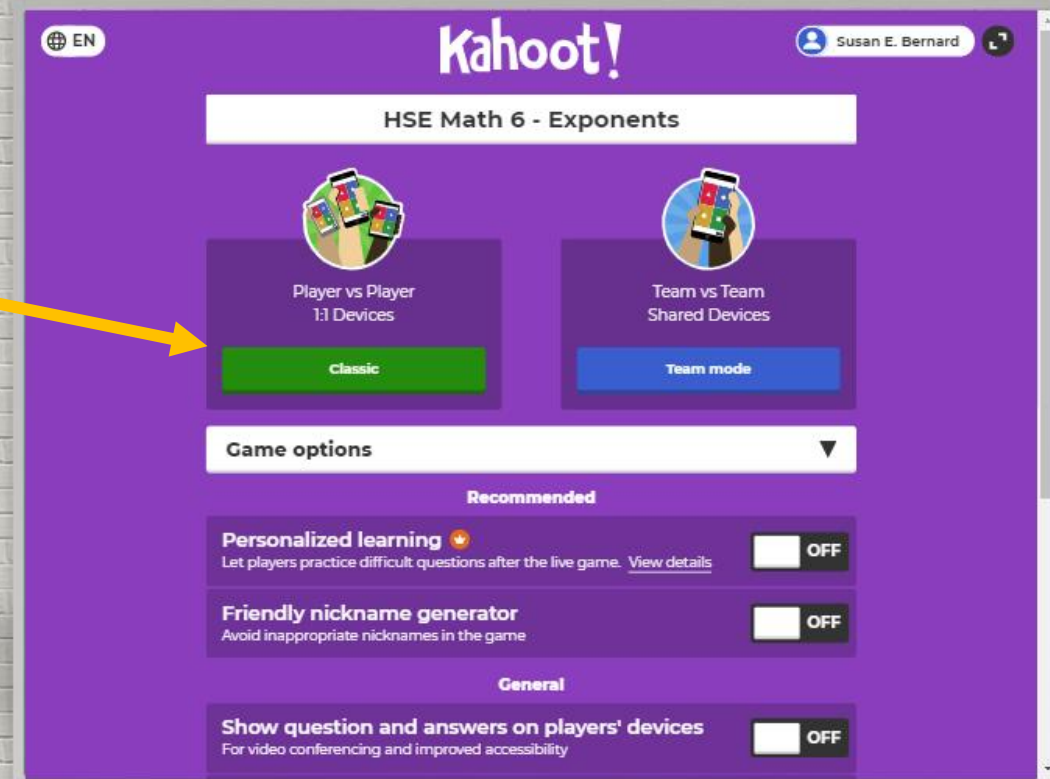 EN
Kahoot!
Susan E. Bernard
HSE Math 6 - Exponents
Player vs Player
1:1 Devices
Classic
Team vs Team
Shared Devices
Team mode
Game options
Recommended
Personalized learning
Let players practice difficult questions after the live game. View details
OFF
Friendly nickname generator
Avoid inappropriate nicknames in the game
OFF
General
Show question and answers on players' devices
For video conferencing and improved accessibility
OFF